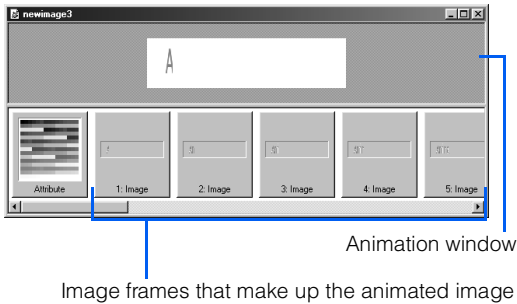 newimage3
A
Attribute
1: Image
2: Image
3: Image
4: Image
5: Image
Animation window
Image frames that make up the animated image